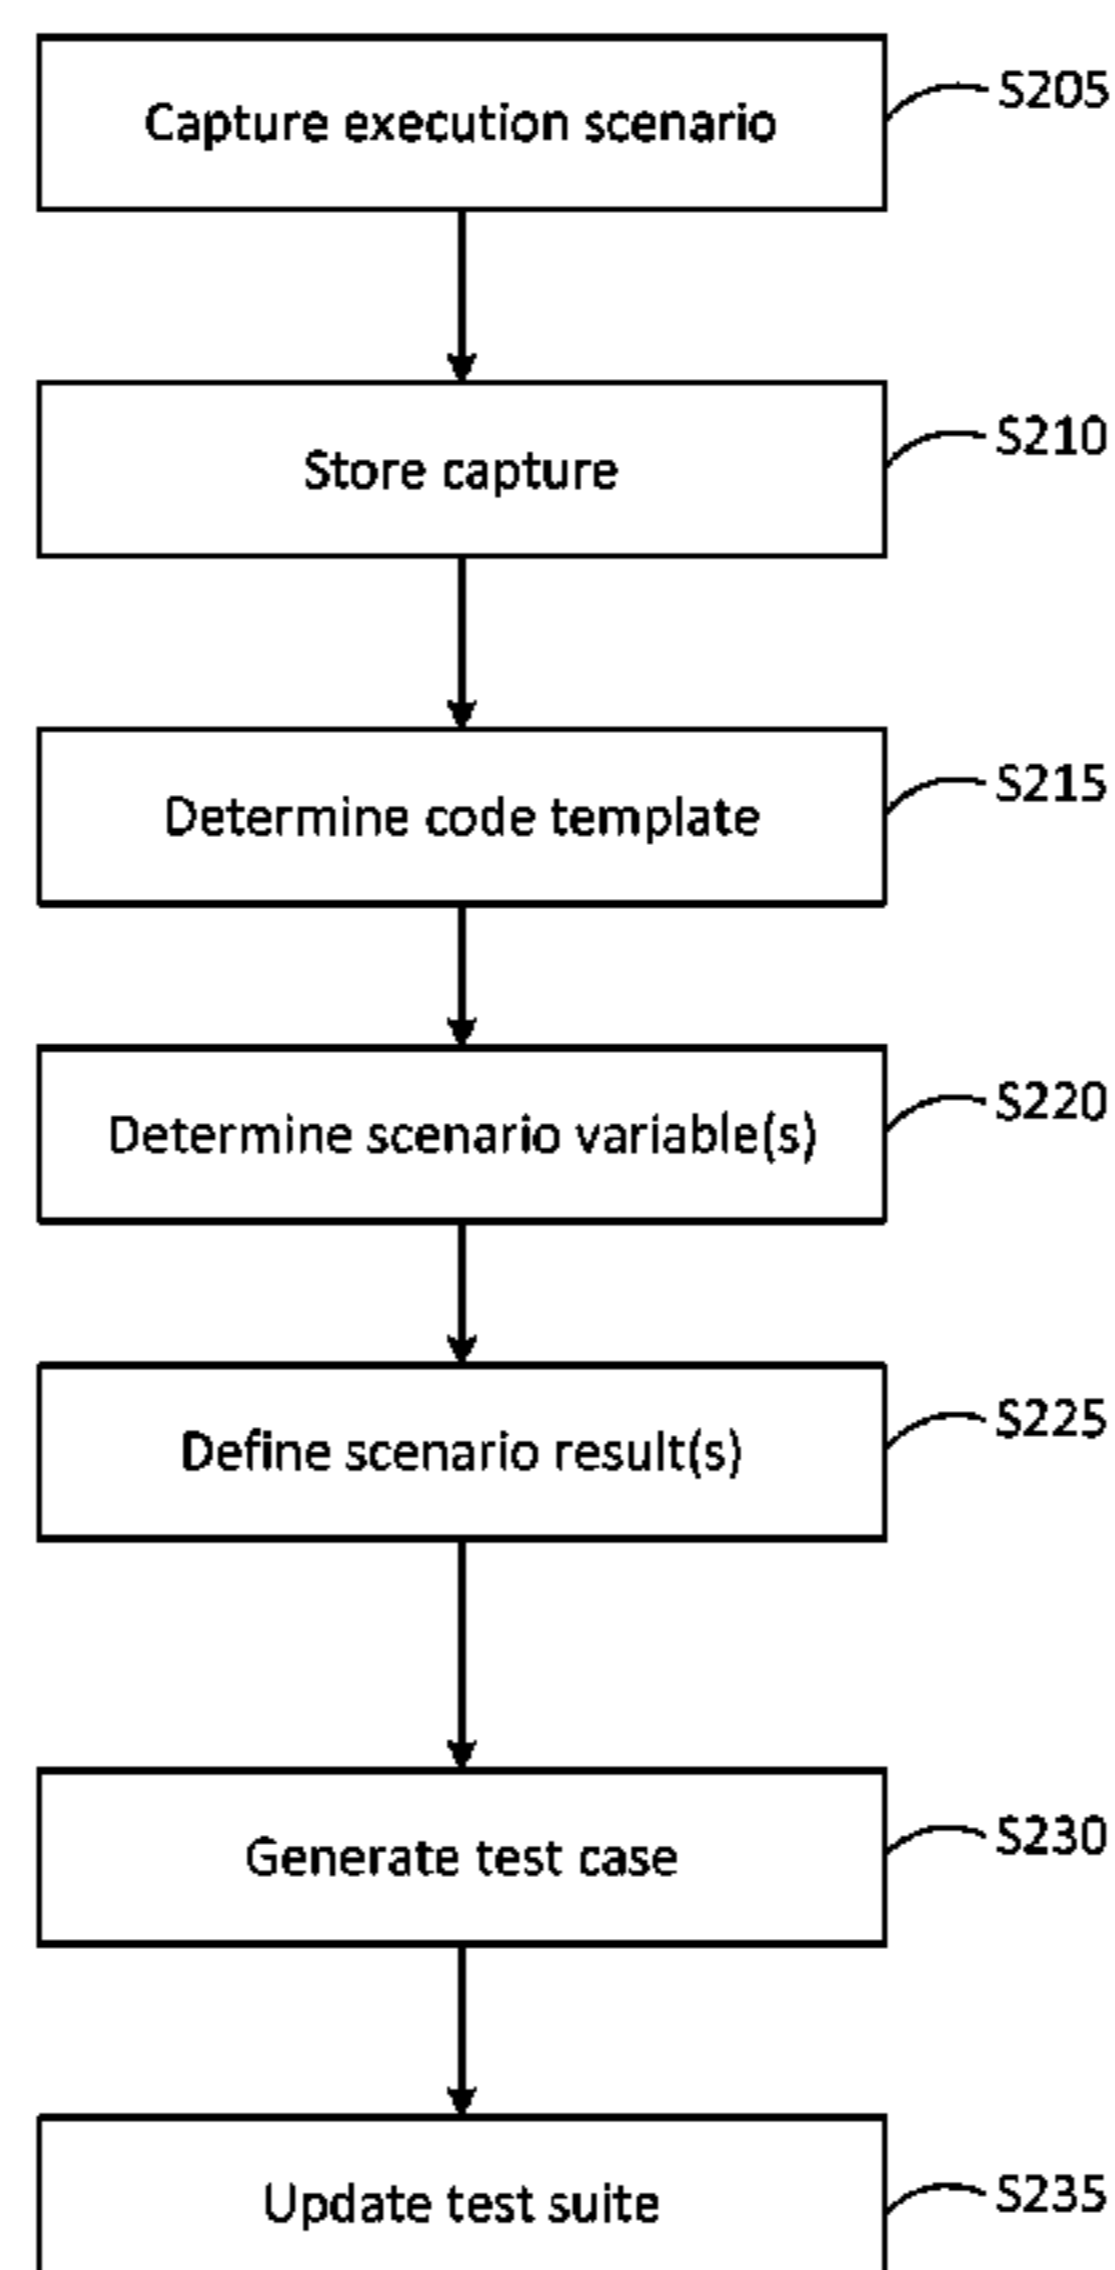 Capture execution scenario
S205
Store capture
S210
Determine code template
S215
Determine scenario variable(s)
S220
Define scenario result(s)
S225
Generate test case
S230
Update test suite
S235